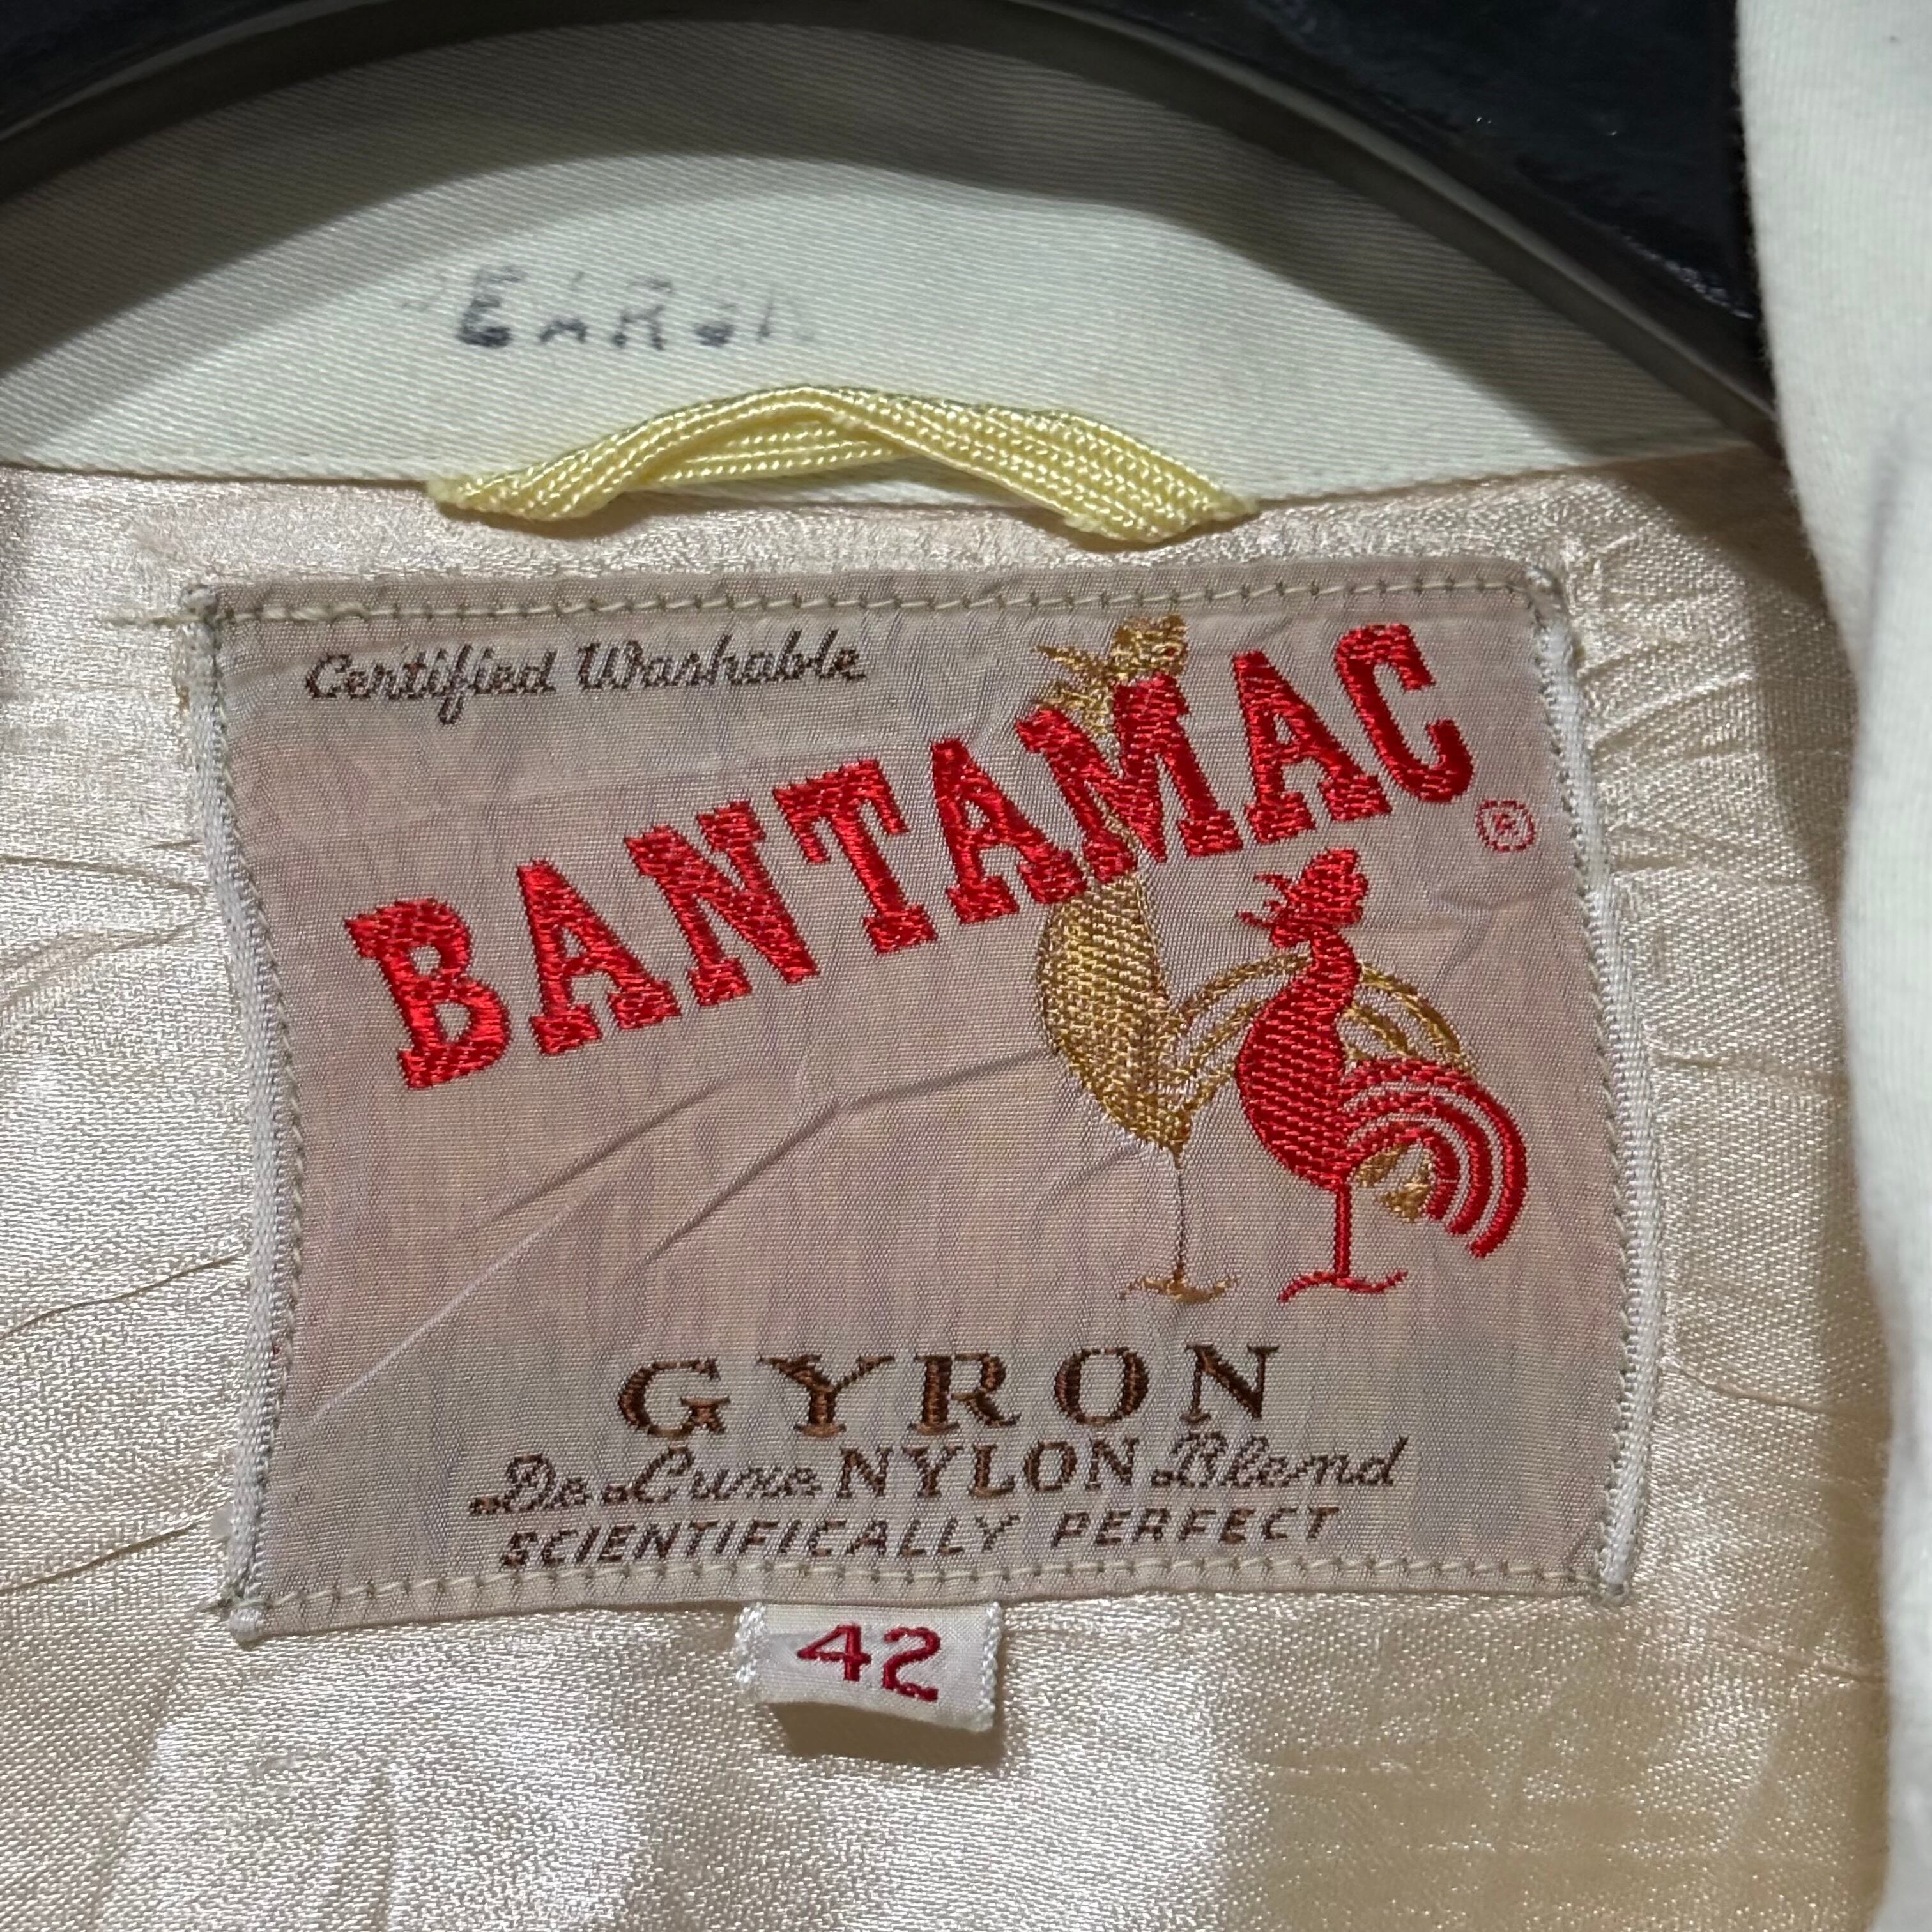 Certified Washable
BANTAMAC ®
GYRON
De Luxe NYLON Blend
SCIENTIFICALLY PERFECT
42